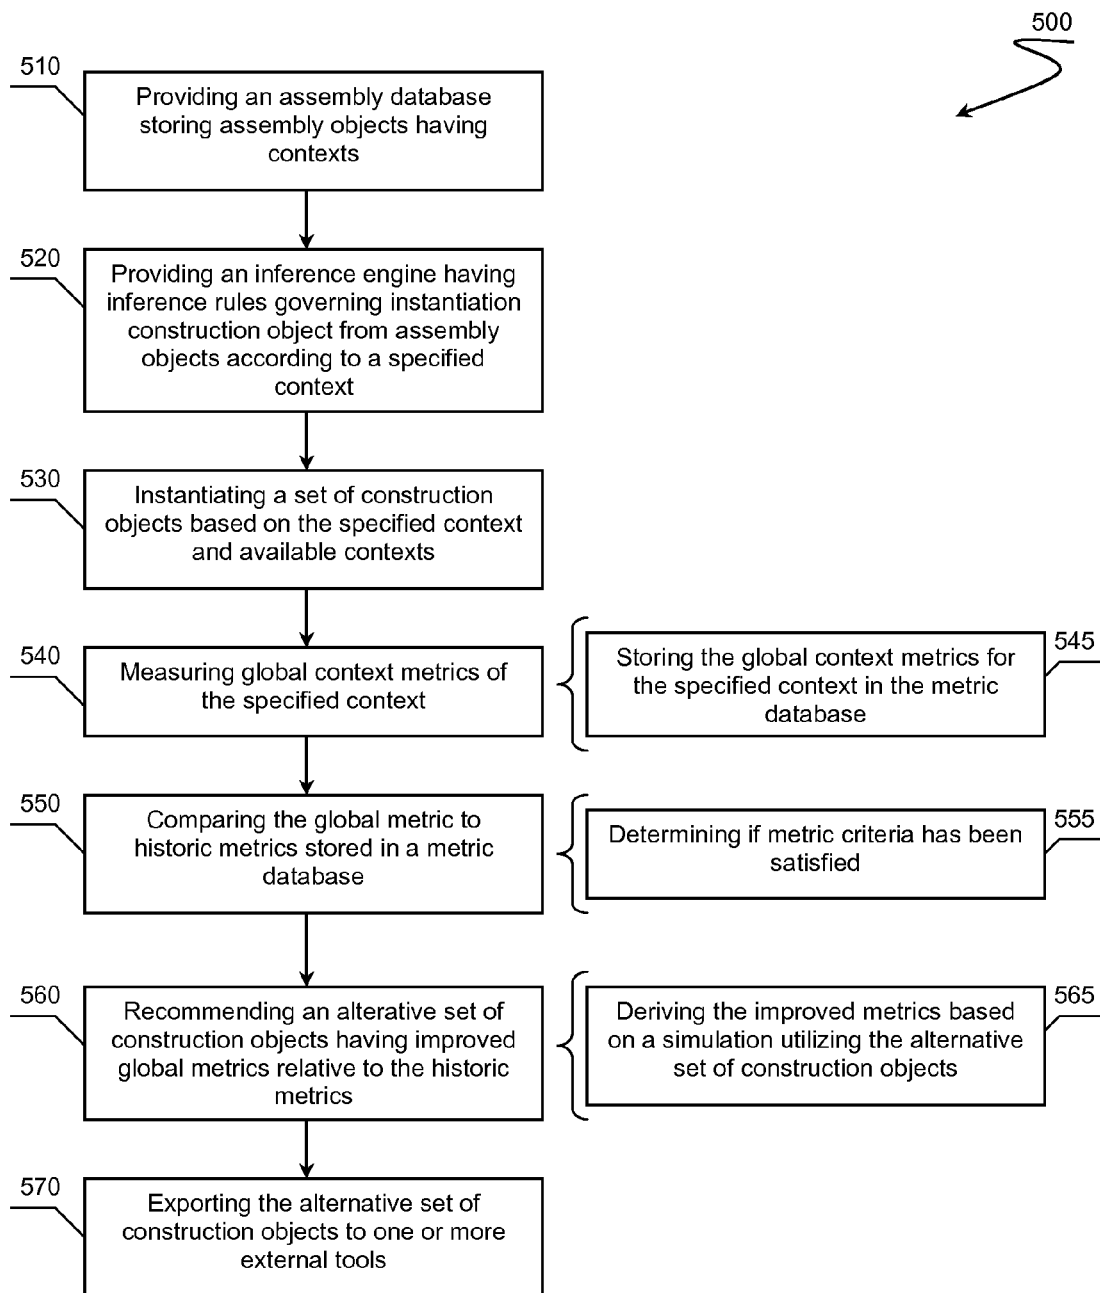 500
510
Providing an assembly database
storing assembly objects having
contexts
520
Providing an inference engine having
inference rules governing instantiation
construction object from assembly
objects according to a specified
context
530
Instantiating a set of construction
objects based on the specified context
and available contexts
540
Measuring global context metrics of
the specified context
545
Storing the global context metrics for
the specified context in the metric
database
550
Comparing the global metric to
historic metrics stored in a metric
database
555
Determining if metric criteria has been
satisfied
560
Recommending an alterative set of
construction objects having improved
global metrics relative to the historic
metrics
565
Deriving the improved metrics based
on a simulation utilizing the alternative
set of construction objects
570
Exporting the alternative set of
construction objects to one or more
external tools